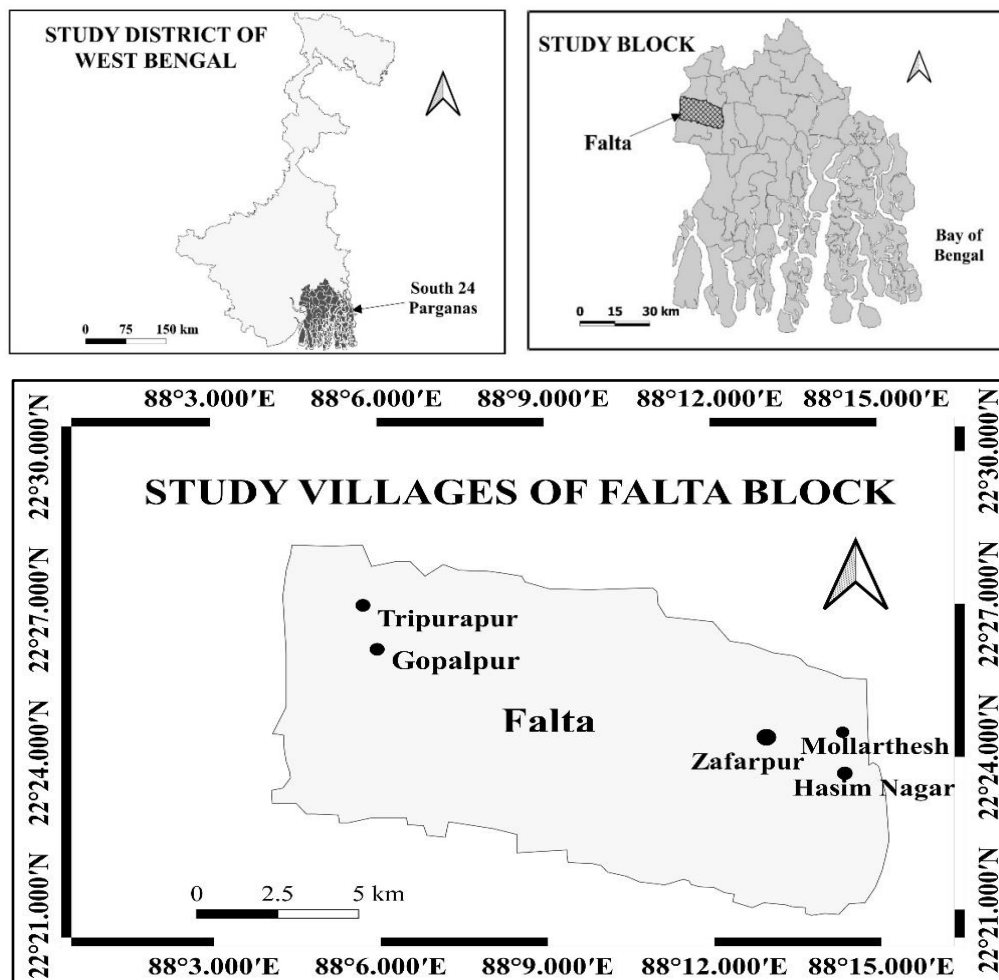 STUDY DISTRICT OF
WEST BENGAL
South 24
Parganas
0 75 150 km
STUDY BLOCK
Falta
Bay of
Bengal
0 15 30 km
88°3.000′E 88°6.000′E 88°9.000′E 88°12.000′E 88°15.000′E
22°30.000′N
22°27.000′N
22°24.000′N
22°21.000′N
STUDY VILLAGES OF FALTA BLOCK
Tripurapur
Gopalpur
Falta
Zafarpur
Mollarthesh
Hasim Nagar
0 2.5 5 km
22°30.000′N
22°27.000′N
22°24.000′N
22°21.000′N
88°3.000′E 88°6.000′E 88°9.000′E 88°12.000′E 88°15.000′E